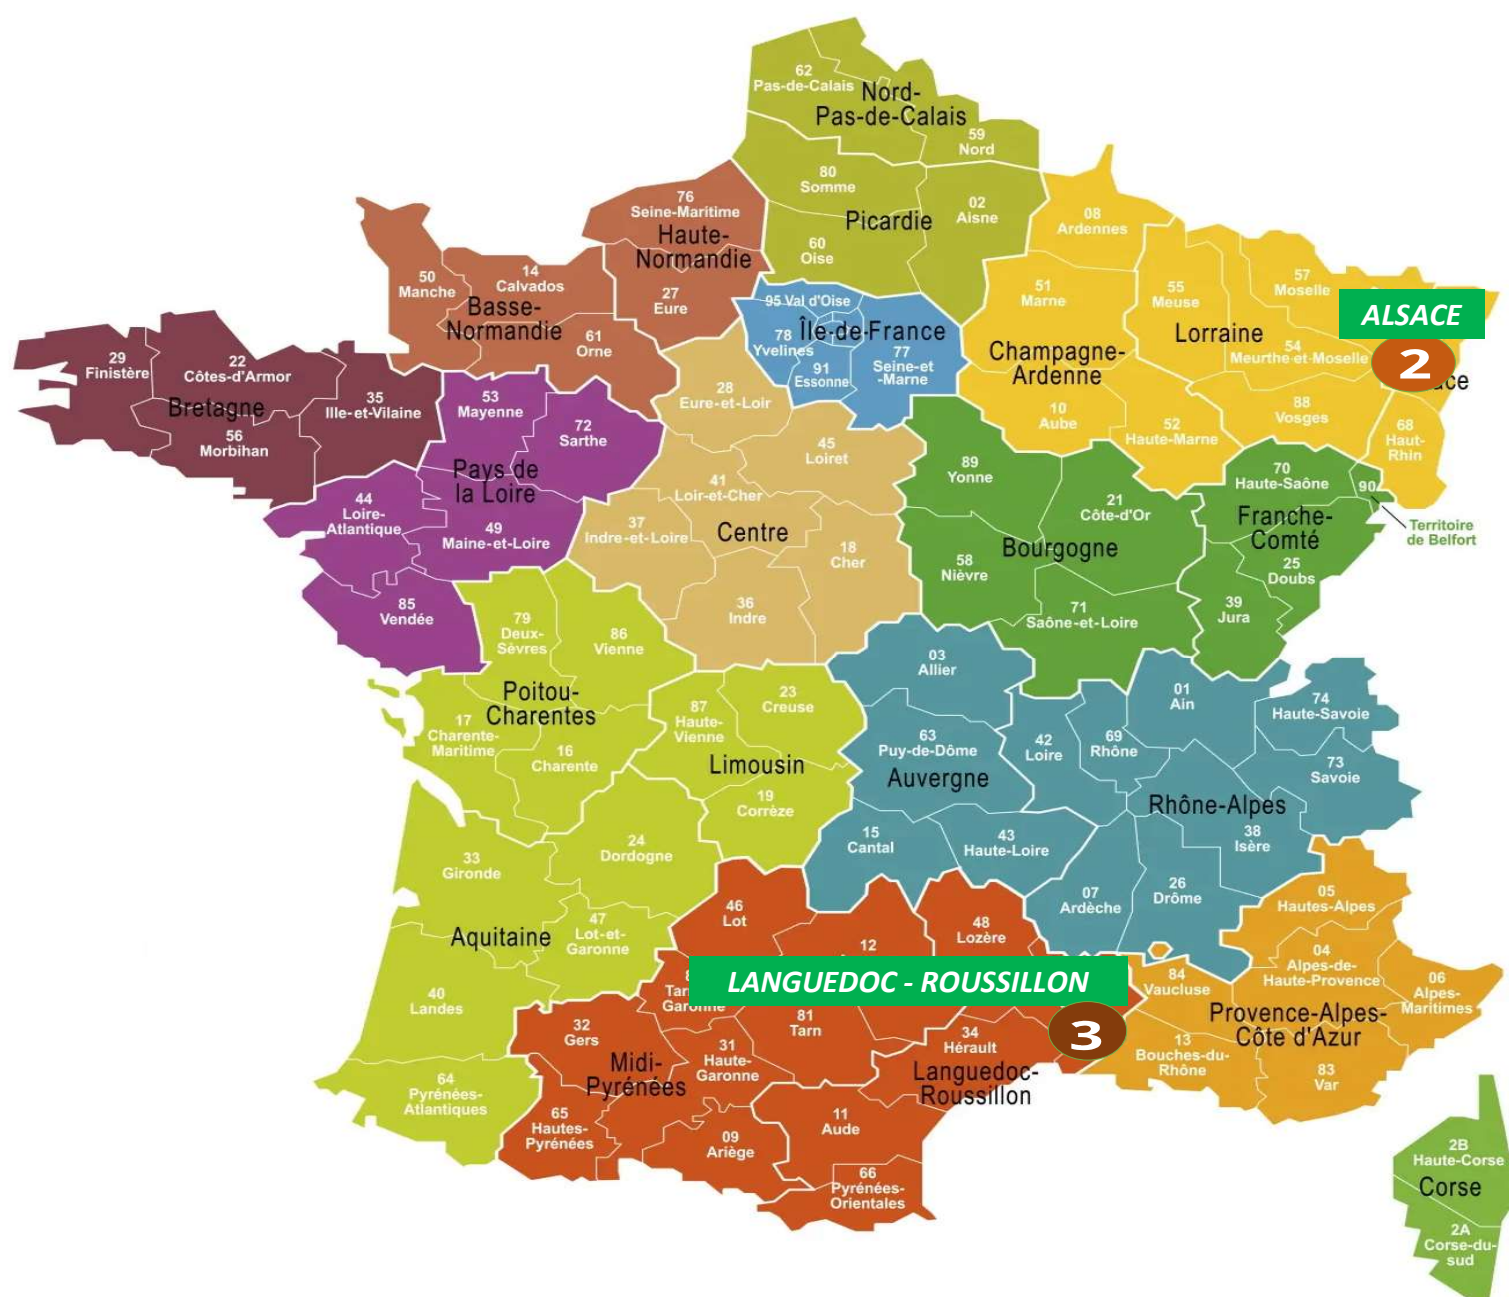 62
Pas-de-Calais
Nord-
Pas-de-Calais
59
Nord
80
Somme
02
Aisne
Picardie
60
Oise
76
Seine-Maritime
Haute-
Normandie
27
Eure
50
Manche
14
Calvados
Basse-
Normandie
61
Orne
95 Val d'Oise
Île-de-France
78
Yvelines
91
Essonne
77
Seine-et
-Marne
08
Ardennes
51
Marne
Champagne-
Ardenne
10
Aube
52
Haute-Marne
55
Meuse
57
Moselle
Lorraine
54
Meurthe-et-Moselle
88
Vosges
ALSACE
2
ace
68
Haut-
Rhin
29
Finistère
22
Côtes-d'Armor
Bretagne
35
Ille-et-Vilaine
56
Morbihan
53
Mayenne
72
Sarthe
Pays de
la Loire
44
Loire-
Atlantique
49
Maine-et-Loire
85
Vendée
28
Eure-et-Loir
45
Loiret
41
Loir-et-Cher
37
Indre-et-Loire
Centre
18
Cher
36
Indre
89
Yonne
21
Côte-d'Or
Bourgogne
58
Nièvre
71
Saône-et-Loire
70
Haute-Saône
90
Territoire
de Belfort
Franche-
Comté
25
Doubs
39
Jura
79
Deux-
Sèvres
86
Vienne
Poitou-
Charentes
17
Charente-
Maritime
16
Charente
87
Haute-
Vienne
23
Creuse
Limousin
19
Corrèze
03
Allier
63
Puy-de-Dôme
Auvergne
15
Cantal
43
Haute-Loire
42
Loire
69
Rhône
01
Ain
74
Haute-Savoie
73
Savoie
Rhône-Alpes
38
Isère
07
Ardèche
26
Drôme
33
Gironde
24
Dordogne
47
Lot-et-
Garonne
Aquitaine
40
Landes
64
Pyrénées-
Atlantiques
46
Lot
12
48
Lozère
LANGUEDOC - ROUSSILLON
3
8
Tar
Garonne
81
Tarn
32
Gers
31
Haute-
Garonne
Midi-
Pyrénées
65
Hautes-
Pyrénées
09
Ariège
34
Hérault
Languedoc-
Roussillon
11
Aude
66
Pyrénées-
Orientales
05
Hautes-Alpes
04
Alpes-de-
Haute-Provence
06
Alpes-
Maritimes
84
Vaucluse
Provence-Alpes-
Côte d'Azur
13
Bouches-du-
Rhône
83
Var
2B
Haute-Corse
Corse
2A
Corse-du-
sud